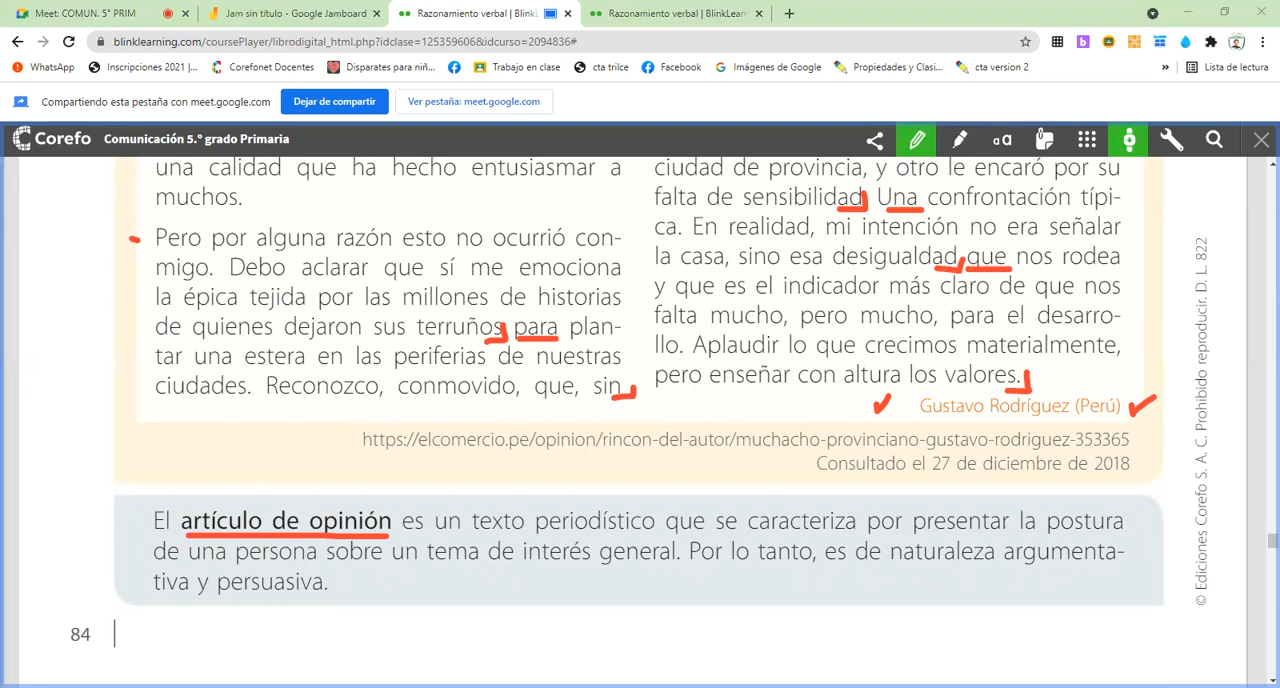 Meet: COMUN. 5° PRIM
Jam sin título - Google Jamboard
Razonamiento verbal | BlinkL
Razonamiento verbal | BlinkLear
blinklearning.com/coursePlayer/librodigital_html.php?idclase=125359606&idcurso=2094836#
WhatsApp
Inscripciones 2021 |...
Corefonet Docentes
Disparates para niñ...
Trabajo en clase
cta trilce
Facebook
Imágenes de Google
Propiedades y Clasi...
cta version 2
»
Lista de lectura
Compartiendo esta pestaña con meet.google.com
Dejar de compartir
Ver pestaña: meet.google.com
Corefo
Comunicación 5.º grado Primaria
aA
una calidad que ha hecho entusiasmar a
muchos.
Pero por alguna razón esto no ocurrió con-
migo. Debo aclarar que sí me emociona
la épica tejida por las millones de historias
de quienes dejaron sus terruños para plan-
tar una estera en las periferias de nuestras
ciudades. Reconozco, conmovido, que, sin
ciudad de provincia, y otro le encaró por su
falta de sensibilidad. Una confrontación típi-
ca. En realidad, mi intención no era señalar
la casa, sino esa desigualdad que nos rodea
y que es el indicador más claro de que nos
falta mucho, pero mucho, para el desarro-
llo. Aplaudir lo que crecimos materialmente,
pero enseñar con altura los valores.
Gustavo Rodríguez (Perú)
https://elcomercio.pe/opinion/rincon-del-autor/muchacho-provinciano-gustavo-rodriguez-353365
Consultado el 27 de diciembre de 2018
El artículo de opinión es un texto periodístico que se caracteriza por presentar la postura
de una persona sobre un tema de interés general. Por lo tanto, es de naturaleza argumenta-
tiva y persuasiva.
84
© Ediciones Corefo S. A. C. Prohibido reproducir. D. L. 822